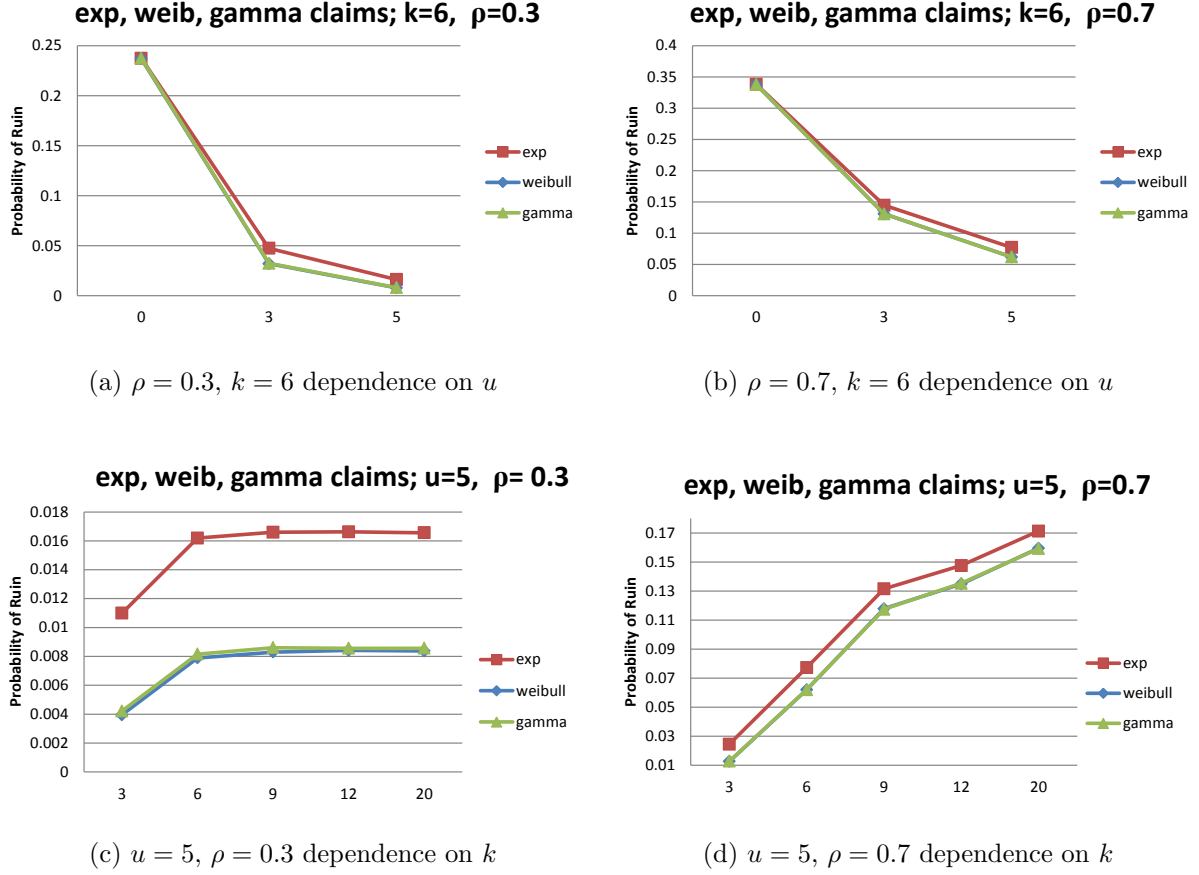 exp, weib, gamma claims; k=6, ρ=0.3
Probability of Ruin
0.25
0.2
0.15
0.1
0.05
0
0 3 5
exp
weibull
gamma
(a) ρ = 0.3, k = 6 dependence on u
exp, weib, gamma claims; k=6, ρ=0.7
Probability of Ruin
0.4
0.35
0.3
0.25
0.2
0.15
0.1
0.05
0
0 3 5
exp
weibull
gamma
(b) ρ = 0.7, k = 6 dependence on u
exp, weib, gamma claims; u=5, ρ= 0.3
Probability of Ruin
0.018
0.016
0.014
0.012
0.01
0.008
0.006
0.004
0.002
0
3 6 9 12 20
exp
weibull
gamma
(c) u = 5, ρ = 0.3 dependence on k
exp, weib, gamma claims; u=5, ρ=0.7
Probability of Ruin
0.17
0.15
0.13
0.11
0.09
0.07
0.05
0.03
0.01
3 6 9 12 20
exp
weibull
gamma
(d) u = 5, ρ = 0.7 dependence on k